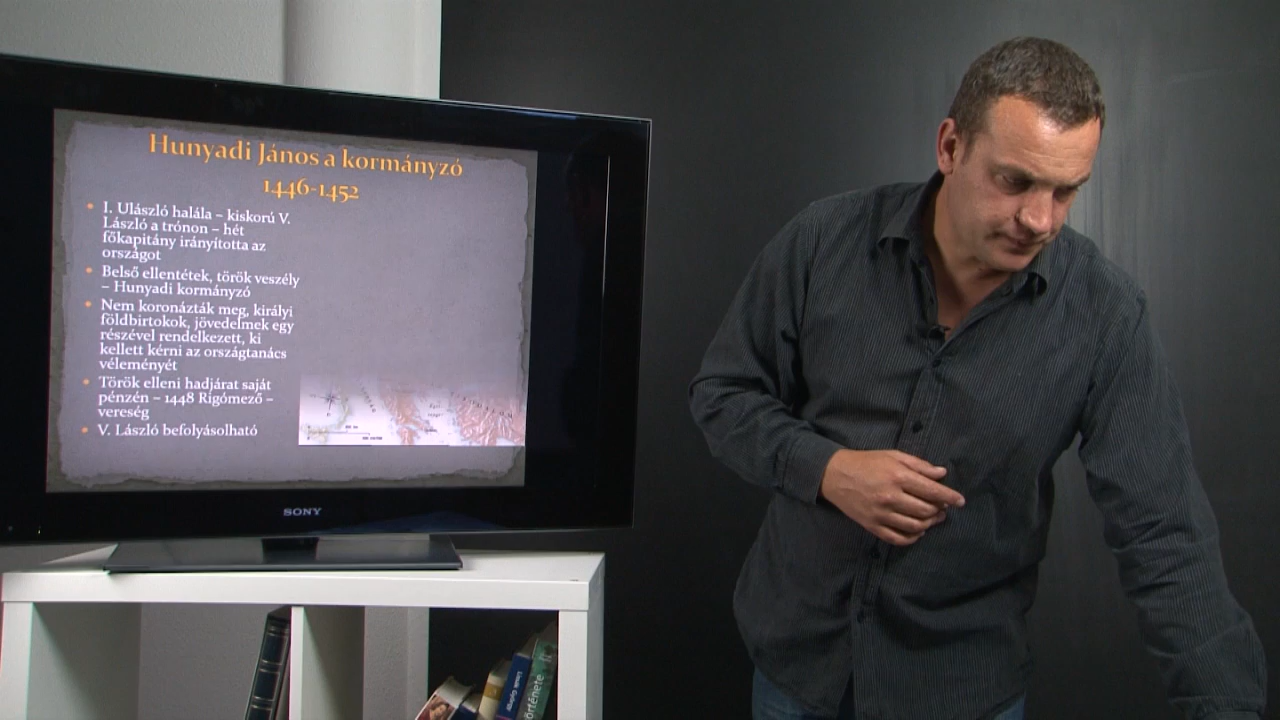 Hunyadi János a kormányzó
1446-1452
I. Ulászló halála – kiskorú V.
László a trónon – hét
főkapitány irányította az
országot
Belső ellentétek, török veszély
– Hunyadi kormányzó
Nem koronázták meg, királyi
földbirtokok, jövedelmek egy
részével rendelkezett, ki
kellett kérni az országtanács
véleményét
Török elleni hadjárat saját
pénzén – 1448 Rigómező –
vereség
V. László befolyásolható
SONY